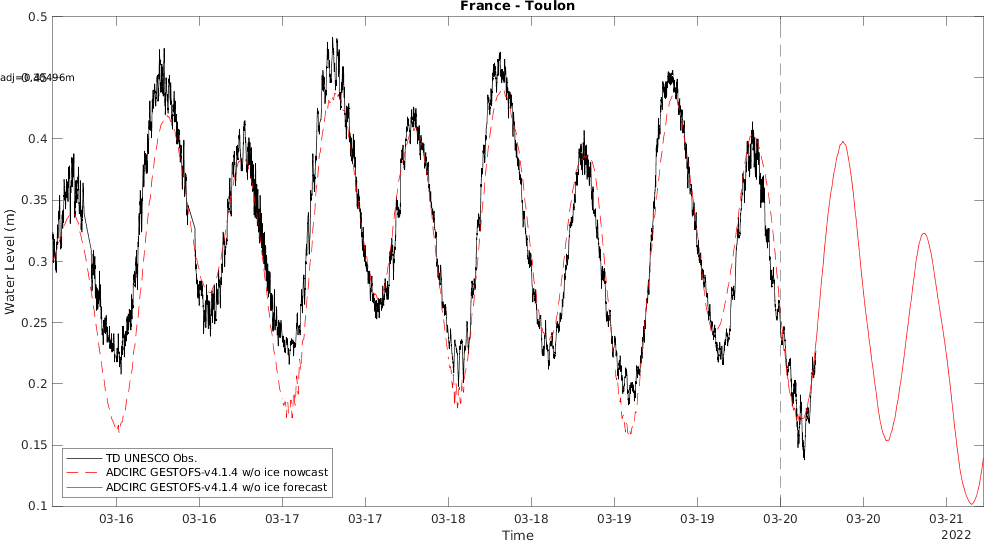 France - Toulon
0.5
0.45
adj=0.30496m
0.4
0.35
0.3
0.25
0.2
0.15
0.1
Water Level (m)
TD UNESCO Obs.
ADCIRC GESTOFS-v4.1.4 w/o ice nowcast
ADCIRC GESTOFS-v4.1.4 w/o ice forecast
03-16 03-16 03-17 03-17 03-18 03-18 03-19 03-19 03-20 03-20 03-21
Time
2022